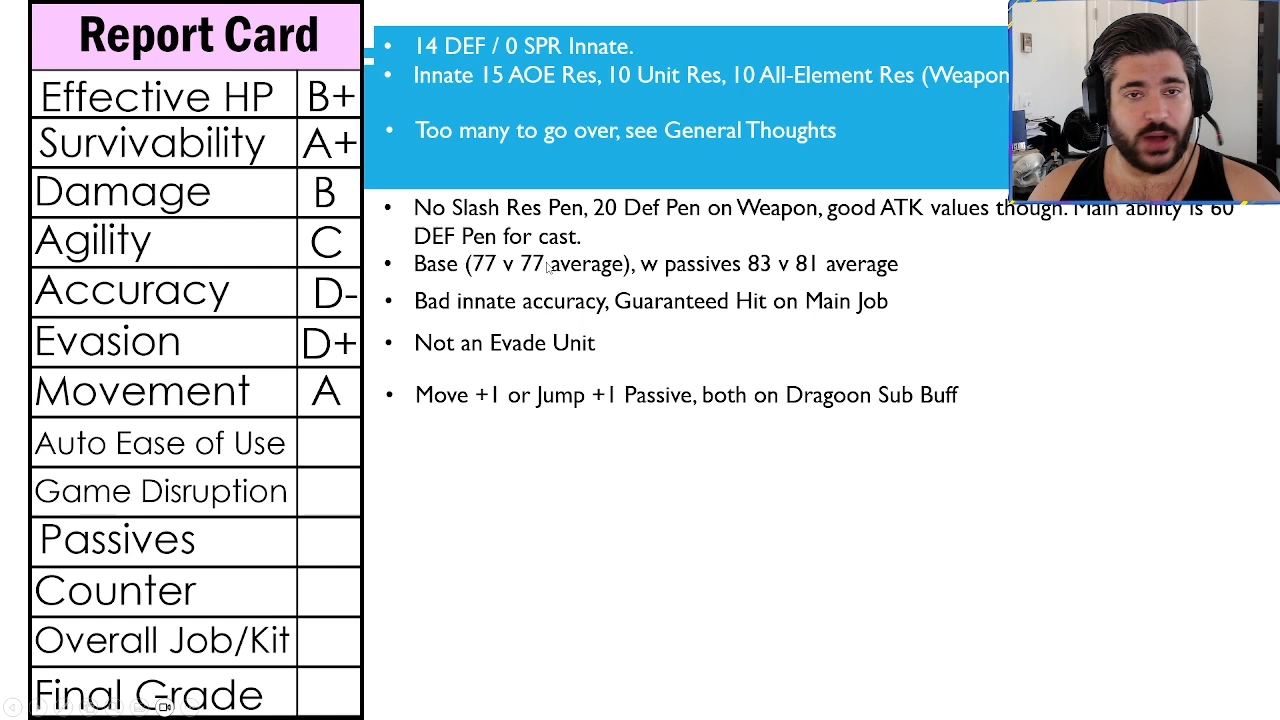 Report Card
Effective HP B+
Survivability A+
Damage B
Agility C
Accuracy D-
Evasion D+
Movement A
Auto Ease of Use
Game Disruption
Passives
Counter
Overall Job/Kit
Final Grade
• 14 DEF / 0 SPR Innate.
• Innate 15 AOE Res, 10 Unit Res, 10 All-Element Res (Weapon
• Too many to go over, see General Thoughts
• No Slash Res Pen, 20 Def Pen on Weapon, good ATK values though. Main ability is 60
DEF Pen for cast.
• Base (77 v 77 average), w passives 83 v 81 average
• Bad innate accuracy, Guaranteed Hit on Main Job
• Not an Evade Unit
• Move +1 or Jump +1 Passive, both on Dragoon Sub Buff